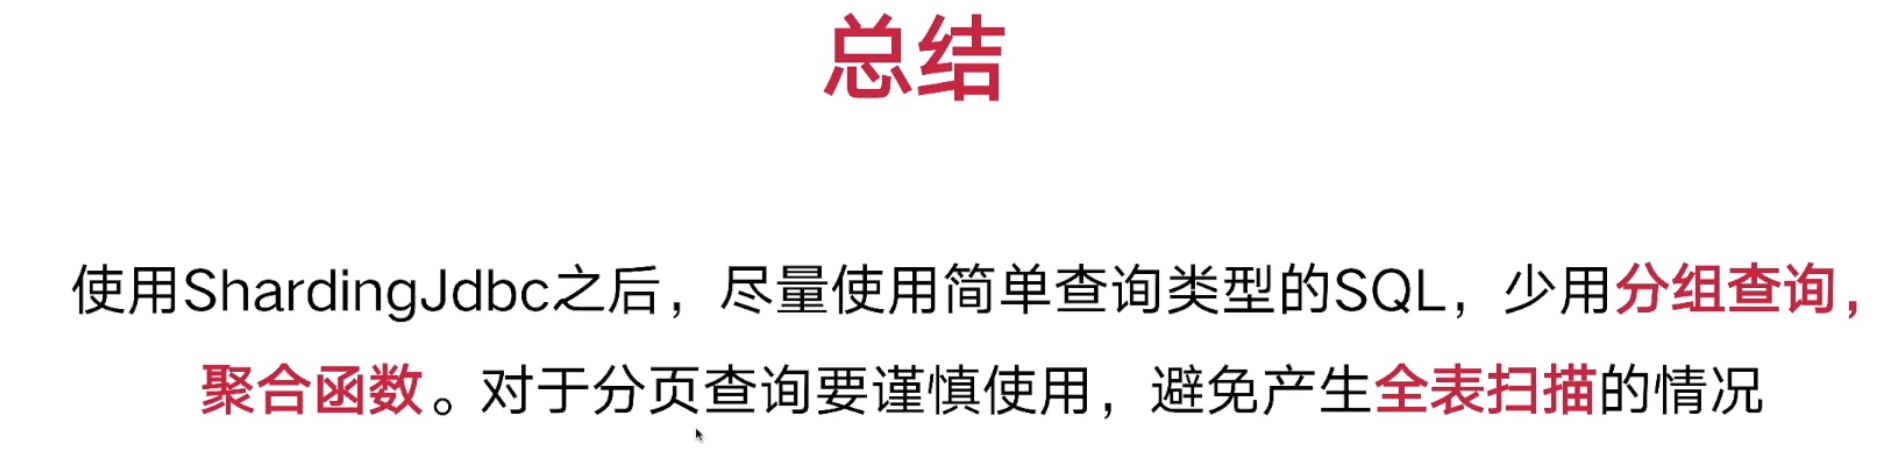 总结
使用ShardingJdbc之后，尽量使用简单查询类型的SQL，少用分组查询，
聚合函数。对于分页查询要谨慎使用，避免产生全表扫描的情况